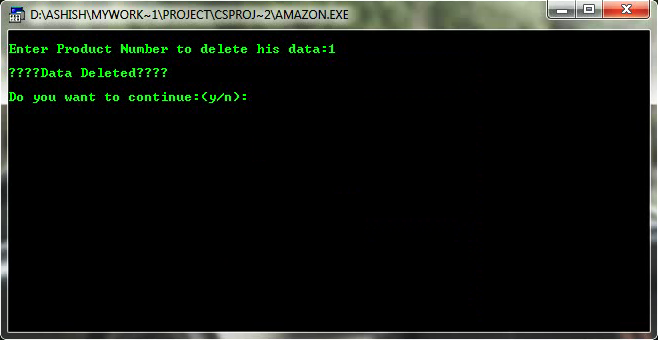 D:\ASHISH\MYWORK~1\PROJECT\CSPROJ~2\AMAZON.EXE
Enter Product Number to delete his data:1
????Data Deleted????
Do you want to continue:(y/n):